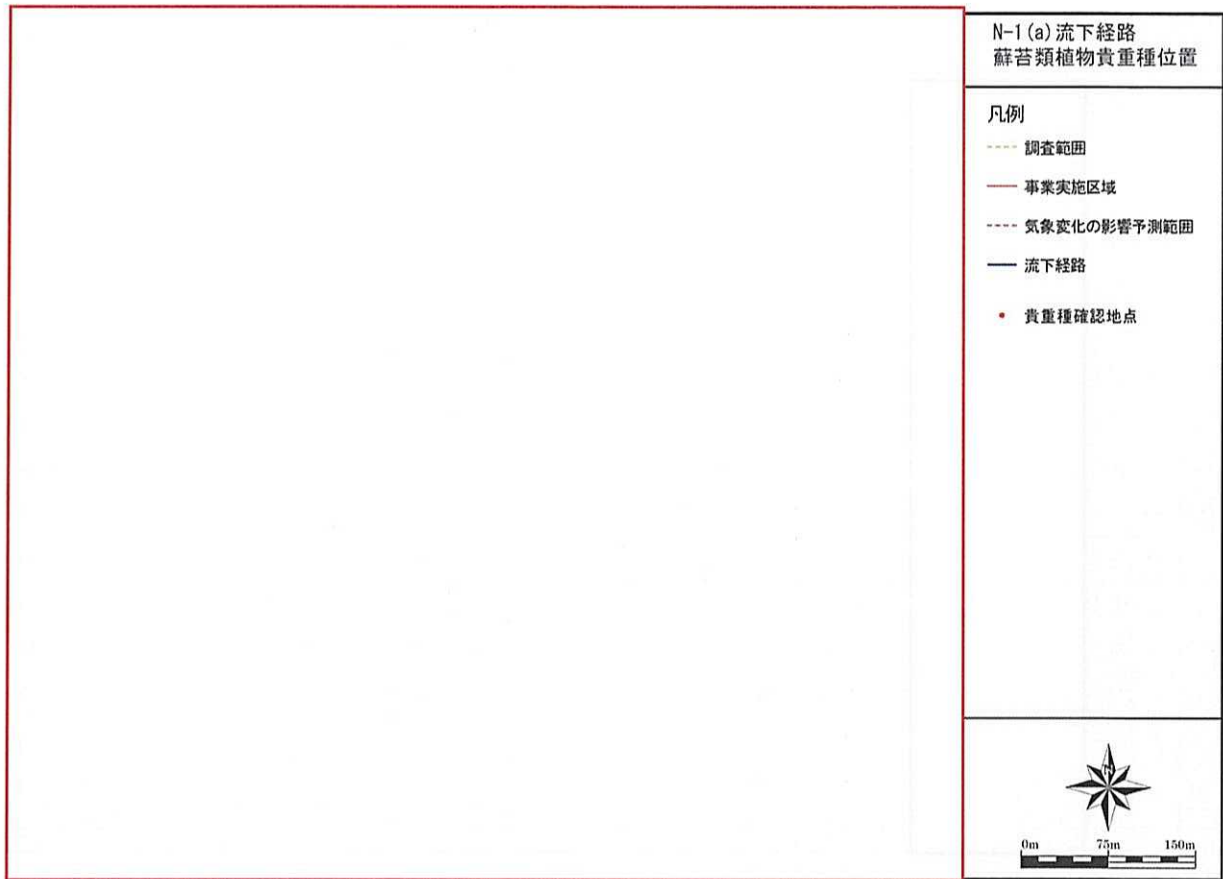 N-1(a)流下経路
蘚苔類植物貴重種位置
凡例
調査範囲
事業実施区域
気象変化の影響予測範囲
流下経路
貴重種確認地点
N
0m 75m 150m